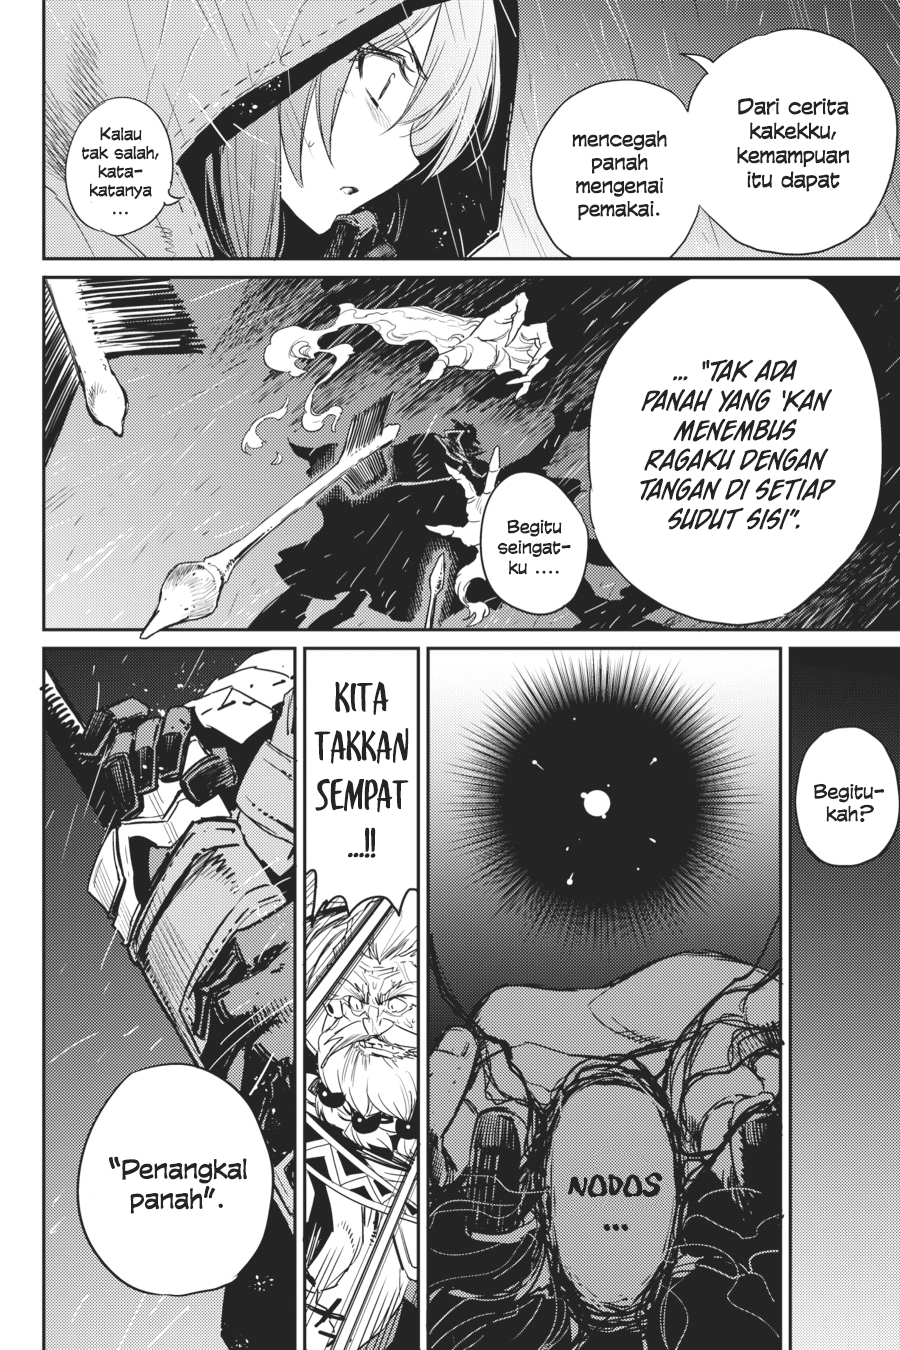 Dari cerita
kakekku,
kemampuan
itu dapat
mencegah
panah
mengenai
pemakai.
Kalau
tak salah,
kata-
katanya
...
... "TAK ADA
PANAH YANG 'KAN
MENEMBUS
RAGAKU DENGAN
TANGAN DI SETIAP
SUDUT SISI".
Begitu
seingat-
ku ....
Begitu-
kah?
NODOS
...
KITA
TAKKAN
SEMPAT
...!!
"Penangkal
panah".